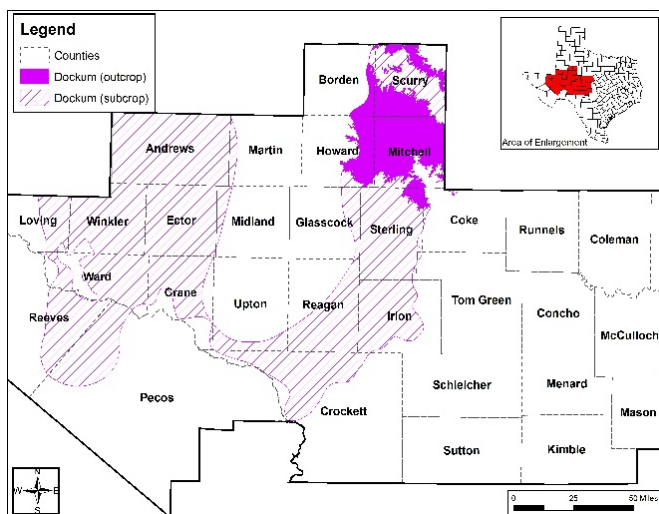 Legend
Counties
Dockum (outcrop)
Dockum (subcrop)
Area of Enlargement
Borden
Scurry
Andrews
Martin
Howard
Mitchell
Loving
Winkler
Ector
Midland
Glasscock
Sterling
Coke
Runnels
Coleman
Ward
Crane
Upton
Reagan
Irion
Tom Green
Concho
McCulloch
Reeves
Pecos
Crockett
Schleicher
Menard
Mason
Sutton
Kimble
N
W E
S
0 25 50 Miles